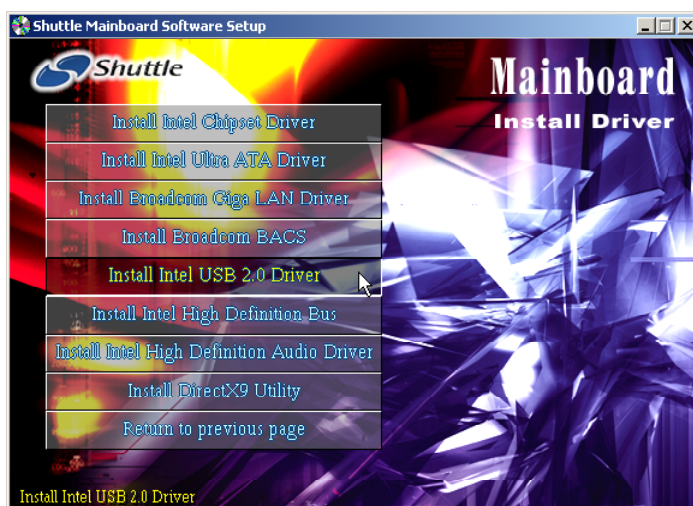 Shuttle Mainboard Software Setup
Shuttle
Mainboard
Install Driver
Install Intel Chipset Driver
Install Intel Ultra ATA Driver
Install Broadcom Giga LAN Driver
Install Broadcom BACS
Install Intel USB 2.0 Driver
Install Intel High Definition Bus
Install Intel High Definition Audio Driver
Install DirectX9 Utility
Return to previous page
Install Intel USB 2.0 Driver